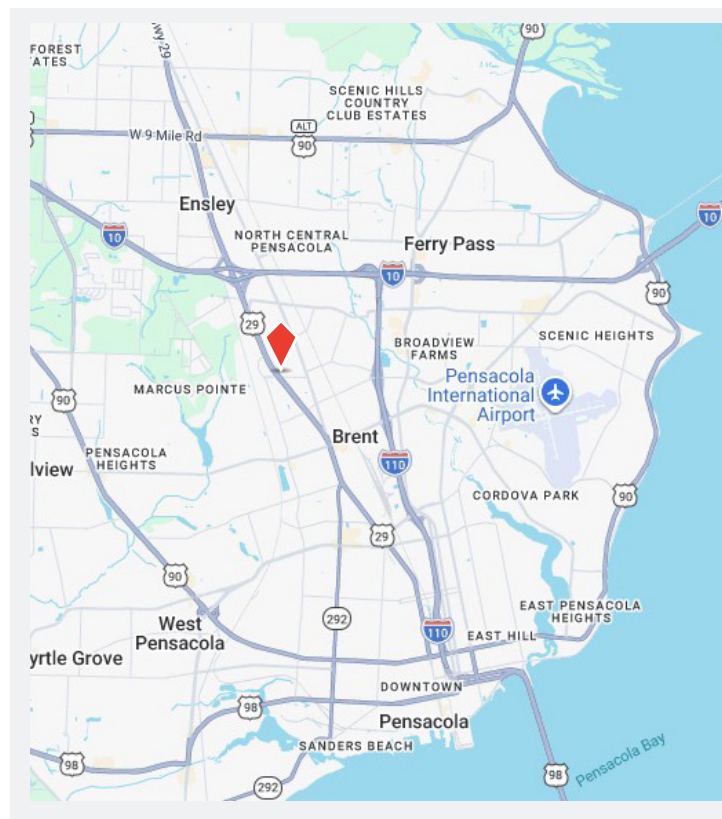 90
Hwy-29
FOREST
ATES
SCENIC HILLS
COUNTRY
CLUB ESTATES
W 9 Mile Rd
ALT
90
Ensley
10
10
NORTH CENTRAL
PENSACOLA
Ferry Pass
10
90
29
BROADVIEW
FARMS
SCENIC HEIGHTS
Pensacola
International
Airport
MARCUS POINTE
90
RY
S
Brent
PENSACOLA
HEIGHTS
lview
110
CORDOVA PARK
90
29
90
EAST PENSACOLA
HEIGHTS
West
Pensacola
292
110
EAST HILL
yrtle Grove
DOWNTOWN
98
Pensacola
SANDERS BEACH
98
98
Pensacola Bay
292